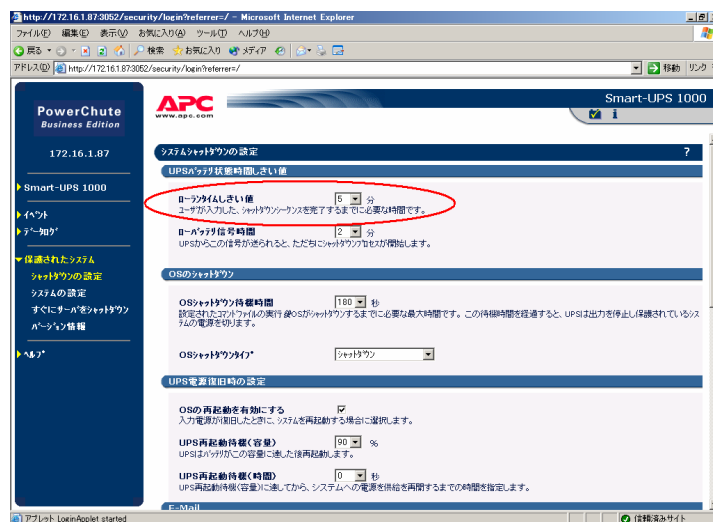 http://172.16.1.87:3052/security/login?referrer=/ - Microsoft Internet Explorer
ファイル(F) 編集(E) 表示(V) お気に入り(A) ツール(T) ヘルプ(H)
戻る 検索 お気に入り メディア
アドレス(D) http://172.16.1.87:3052/security/login?referrer=/ 移動 リンク
PowerChute
Business Edition
172.16.1.87
Smart-UPS 1000
イベント
データログ
保護されたシステム
シャットダウンの設定
システムの設定
すぐにサーバをシャットダウン
バージョン情報
ヘルプ
APC
www.apc.com
Smart-UPS 1000
i
システムシャットダウンの設定 ?
UPSバッテリ状態時間しきい値
ローランタイムしきい値 5 分
ユーザが入力した、シャットダウンシーケンスを完了するまでに必要な時間です。
ローバッテリ信号時間 2 分
UPSからこの信号が送られると、ただちにシャットダウンプロセスが開始します。
OSのシャットダウン
OSシャットダウン待機時間 180 秒
設定されたコマンドファイルの実行後OSがシャットダウンするまでに必要な最大時間です。この待機時間を経過すると、UPSは出力を停止し保護されているシス
テムの電源を切ります。
OSシャットダウンタイプ シャットダウン
UPS電源復旧時の設定
OSの再起動を有効にする
入力電源が復旧したときに、システムを再起動する場合に選択します。
UPS再起動待機(容量) 90 %
UPSはバッテリがこの容量に達した後再起動します。
UPS再起動待機(時間) 0 秒
UPS再起動待機(容量)に達してから、システムへの電源を供給を再開するまでの時間を指定します。
E-Mail
アプレット LoginApplet started 信頼済みサイト